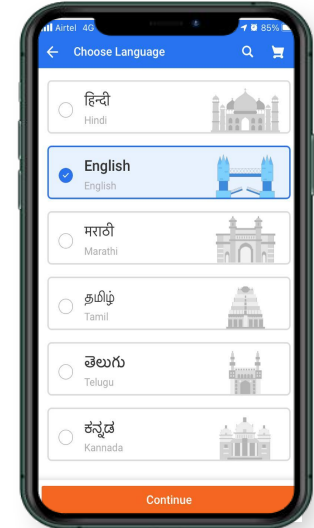 Airtel 4G 85%
Choose Language
हिन्दी
Hindi
English
English
मराठी
Marathi
தமிழ்
Tamil
తెలుగు
Telugu
ಕನ್ನಡ
Kannada
Continue